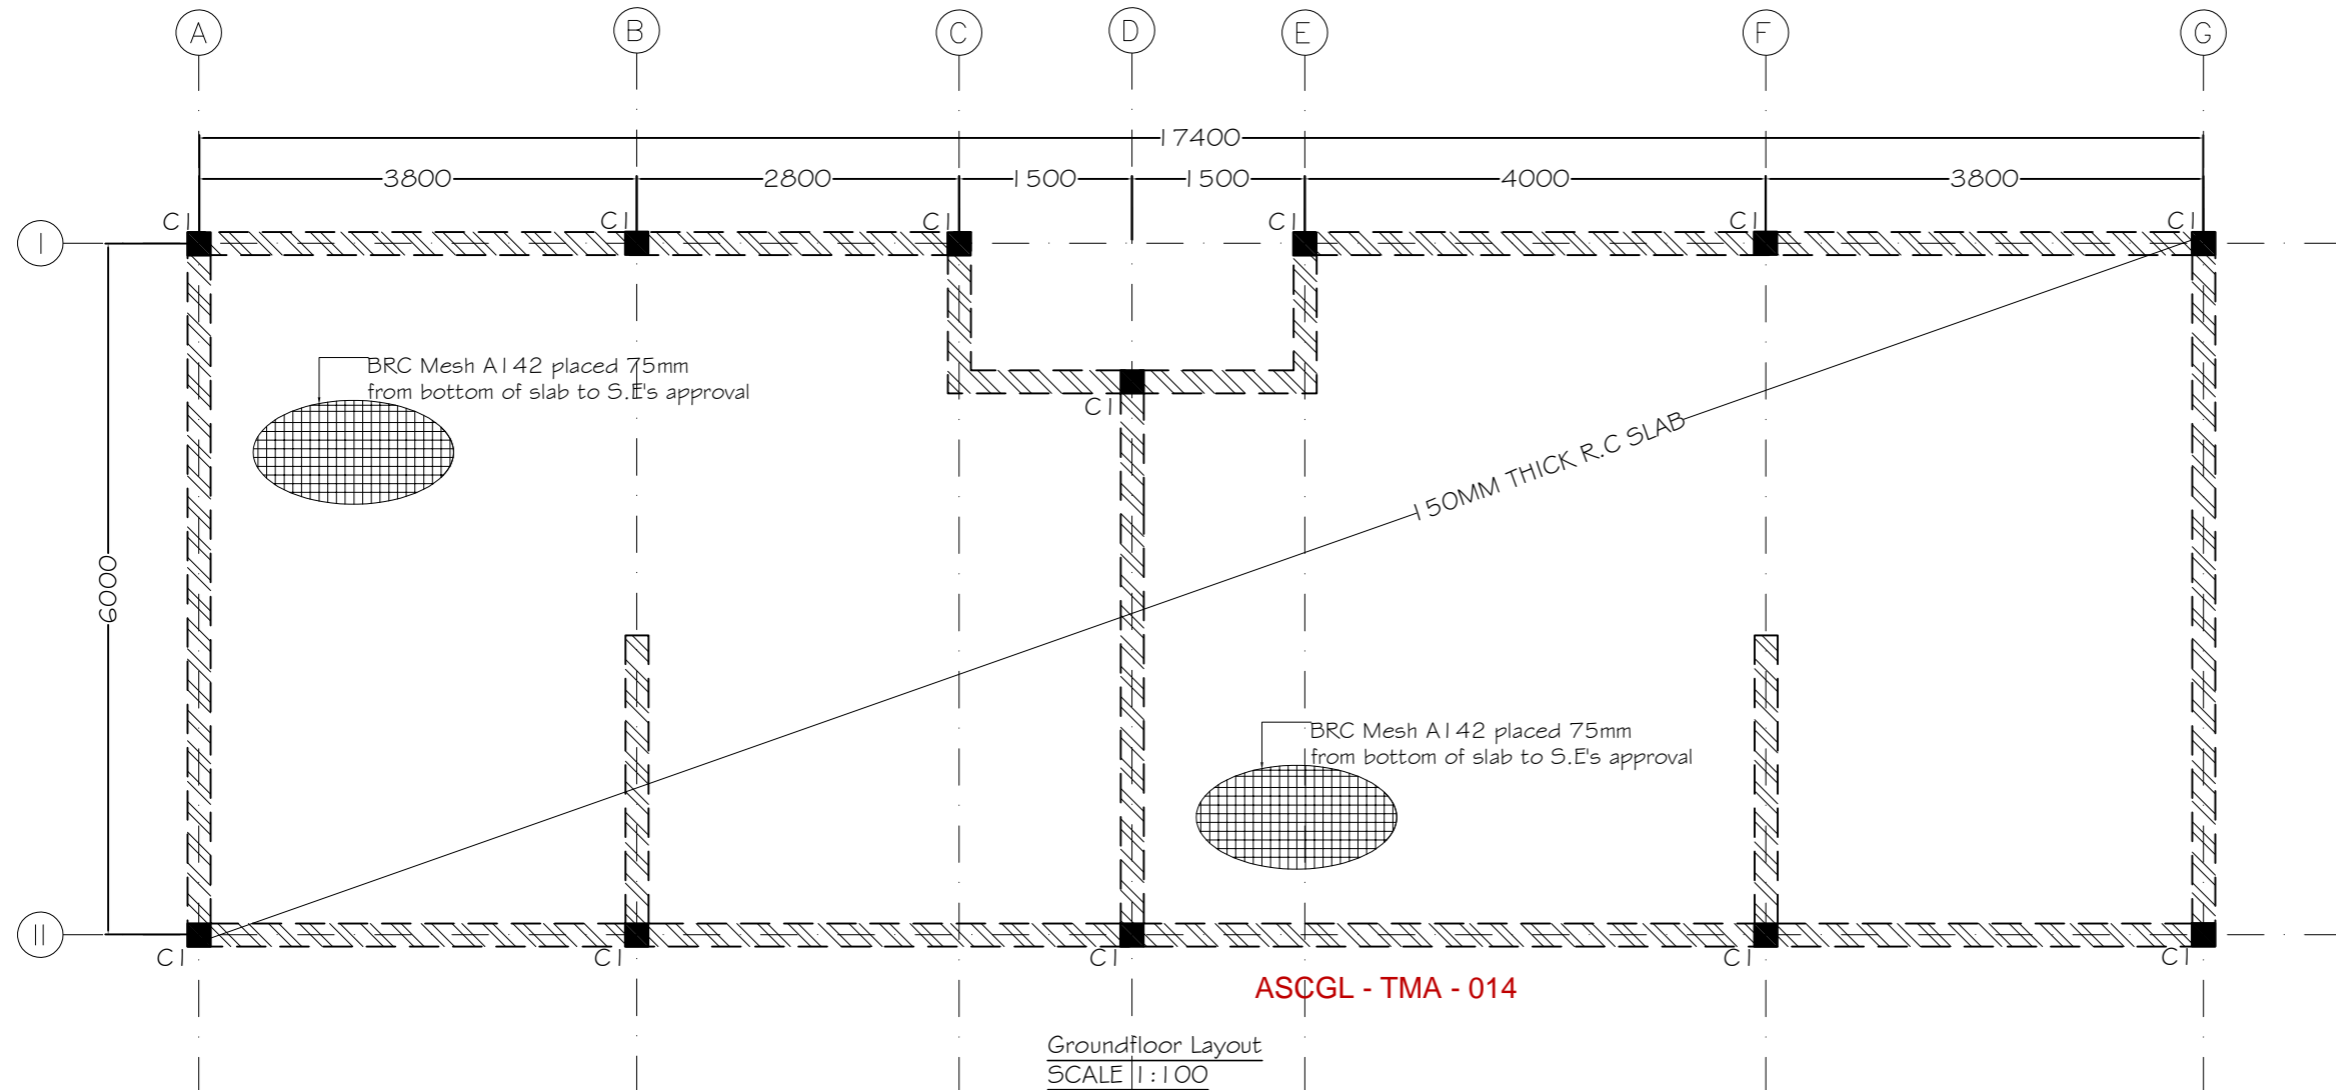 A B C D E F G
17400
3800 2800 1500 1500 4000 3800
C1 C1 C1 C1 C1 C1
I
BRC Mesh A142 placed 75mm
from bottom of slab to S.E's approval
C1
150MM THICK R.C SLAB
6000
BRC Mesh A142 placed 75mm
from bottom of slab to S.E's approval
II
C1 C1 C1 C1 C1
ASCGL - TMA - 014
Groundfloor Layout
SCALE 1:100